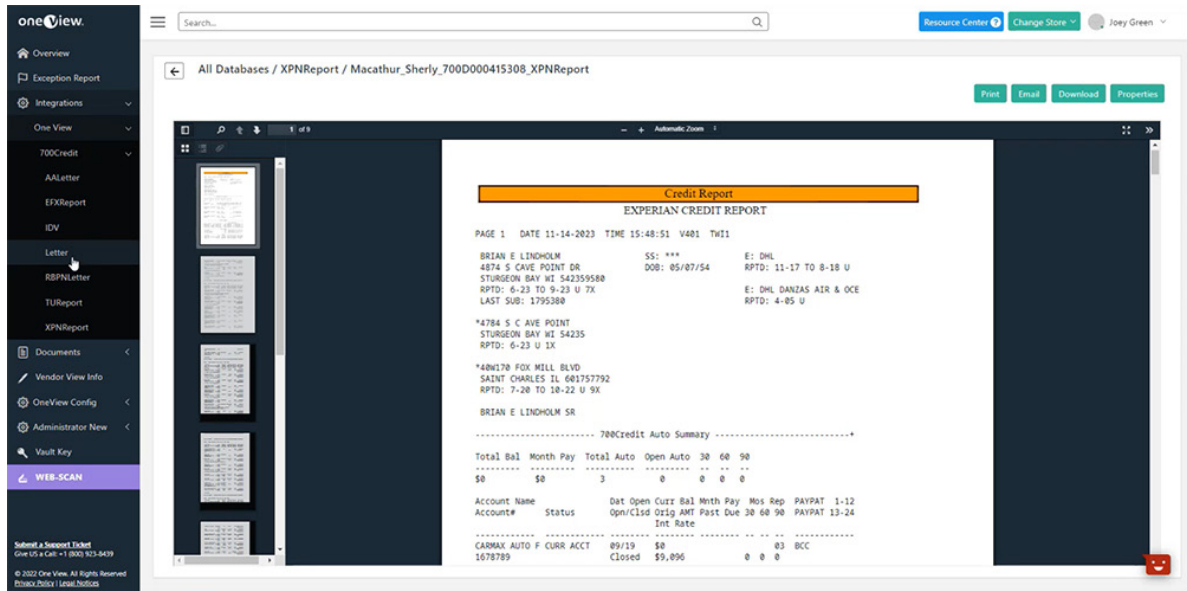 oneView.
Search...
Resource Center ?
Change Store
Joey Green
Overview
Exception Report
Integrations
One View
700Credit
AALetter
EFXReport
IDV
Letter
RBPNLetter
TUReport
XPNReport
Documents
Vendor View Info
OneView Config
Administrator New
Vault Key
WEB-SCAN
Submit a Support Ticket
Give US a Call: +1 (800) 923-8439
© 2022 One View. All Rights Reserved
Privacy Policy | Legal Notices
All Databases / XPNReport / Macathur_Sherly_700D000415308_XPNReport
Print Email Download Properties
1 of 9
Automatic Zoom
Credit Report
EXPERIAN CREDIT REPORT
PAGE 1 DATE 11-14-2023 TIME 15:48:51 V401 TWI1
BRIAN E LINDHOLM SS: *** E: DHL
4874 S CAVE POINT DR DOB: 05/07/54 RPTD: 11-17 TO 8-18 U
STURGEON BAY WI 542359580
RPTD: 6-23 TO 9-23 U 7X E: DHL DANZAS AIR & OCE
LAST SUB: 1795380 RPTD: 4-05 U
*4784 S C AVE POINT
STURGEON BAY WI 54235
RPTD: 6-23 U 1X
*40W170 FOX MILL BLVD
SAINT CHARLES IL 601757792
RPTD: 7-20 TO 10-22 U 9X
BRIAN E LINDHOLM SR
----------------------- 700Credit Auto Summary --------------------------+
Total Bal Month Pay Total Auto Open Auto 30 60 90
--------- --------- ---------- --------- -- -- --
$0 $0 3 0 0 0 0
Account Name Dat Open Curr Bal Mnth Pay Mos Rep PAYPAT 1-12
Account# Status Opn/Clsd Orig AMT Past Due 30 60 90 PAYPAT 13-24
Int Rate
------------ ---------- -------- -------- -------- -- -- -- ------------
CARMAX AUTO F CURR ACCT 09/19 $0 03 BCC
1678789 Closed $9,096 0 0 0